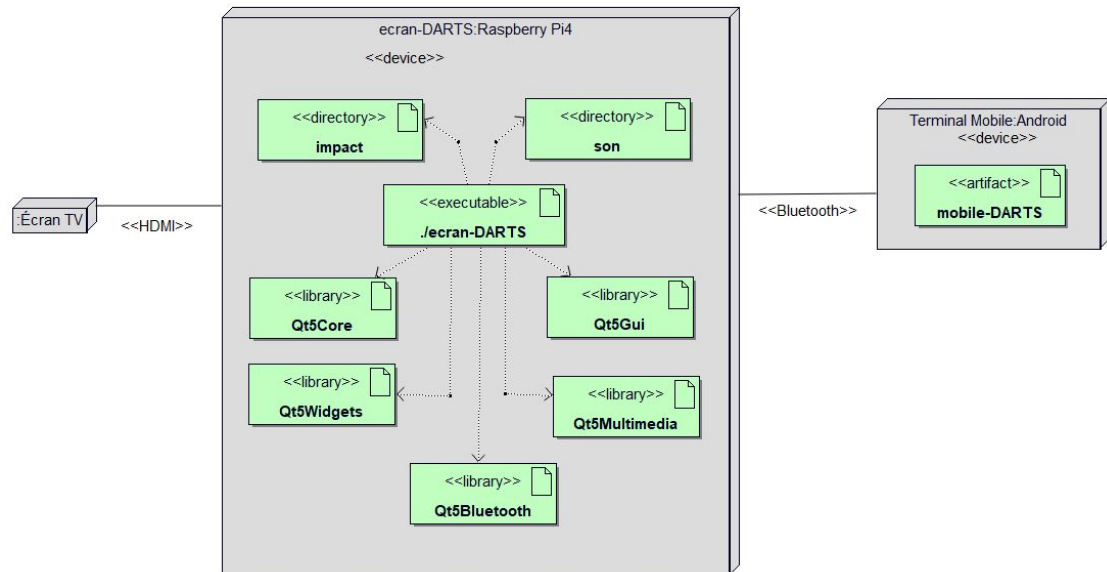 ecran-DARTS:Raspberry Pi4
<<device>>
<<directory>>
impact
<<directory>>
son
<<executable>>
./ecran-DARTS
<<library>>
Qt5Core
<<library>>
Qt5Gui
<<library>>
Qt5Widgets
<<library>>
Qt5Multimedia
<<library>>
Qt5Bluetooth
:Écran TV
<<HDMI>>
<<Bluetooth>>
Terminal Mobile:Android
<<device>>
<<artifact>>
mobile-DARTS